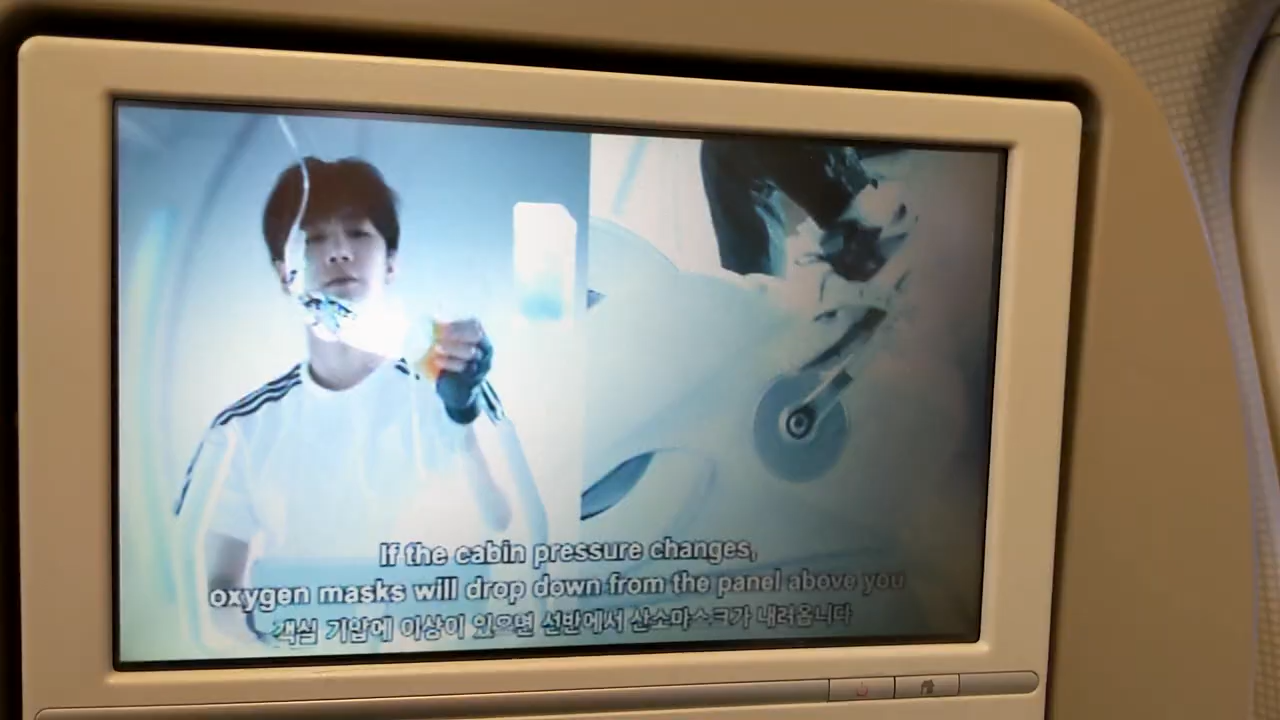 If the cabin pressure changes,
oxygen masks will drop down from the panel above you
객실 기압에 이상이 있으면 선반에서 산소마스크가 내려옵니다